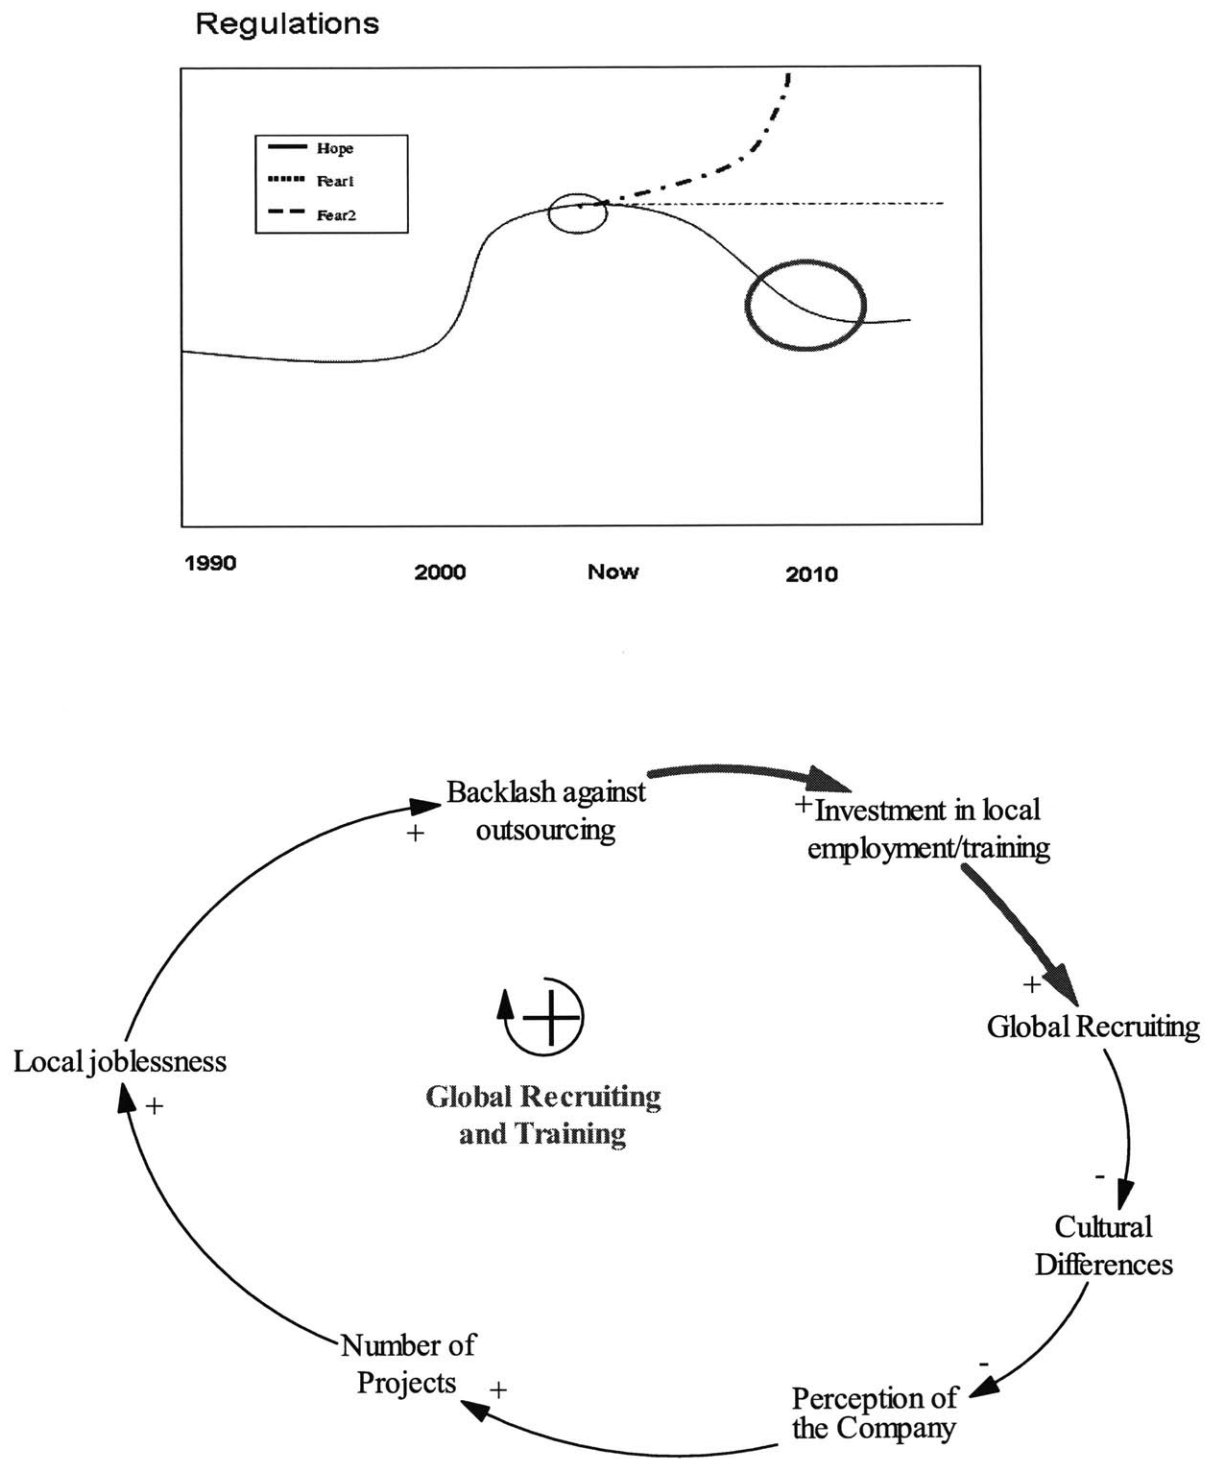 Regulations
Hope
Fear1
Fear2
1990
2000
Now
2010
Backlash against
outsourcing
+
+
Investment in local
employment/training
+
Global Recruiting
Local joblessness
+
Global Recruiting
and Training
-
Cultural
Differences
-
Number of
Projects
+
Perception of
the Company